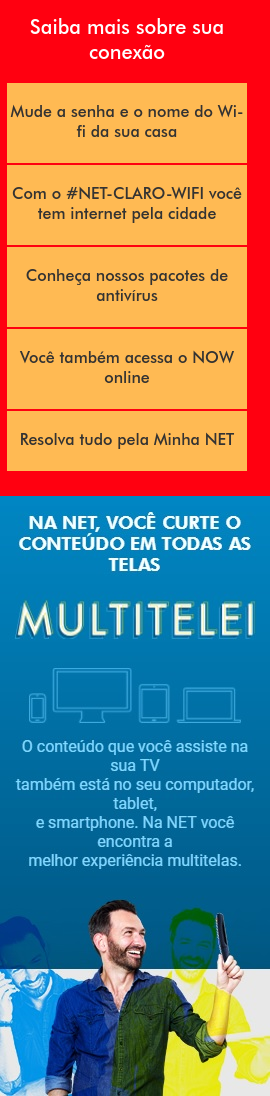 Saiba mais sobre sua
conexão
Mude a senha e o nome do Wi-
fi da sua casa
Com o #NET-CLARO-WIFI você
tem internet pela cidade
Conheça nossos pacotes de
antivírus
Você também acessa o NOW
online
Resolva tudo pela Minha NET
NA NET, VOCÊ CURTE O
CONTEÚDO EM TODAS AS
TELAS
MULTITELEI
O conteúdo que você assiste na
sua TV
também está no seu computador,
tablet,
e smartphone. Na NET você
encontra a
melhor experiência multitelas.